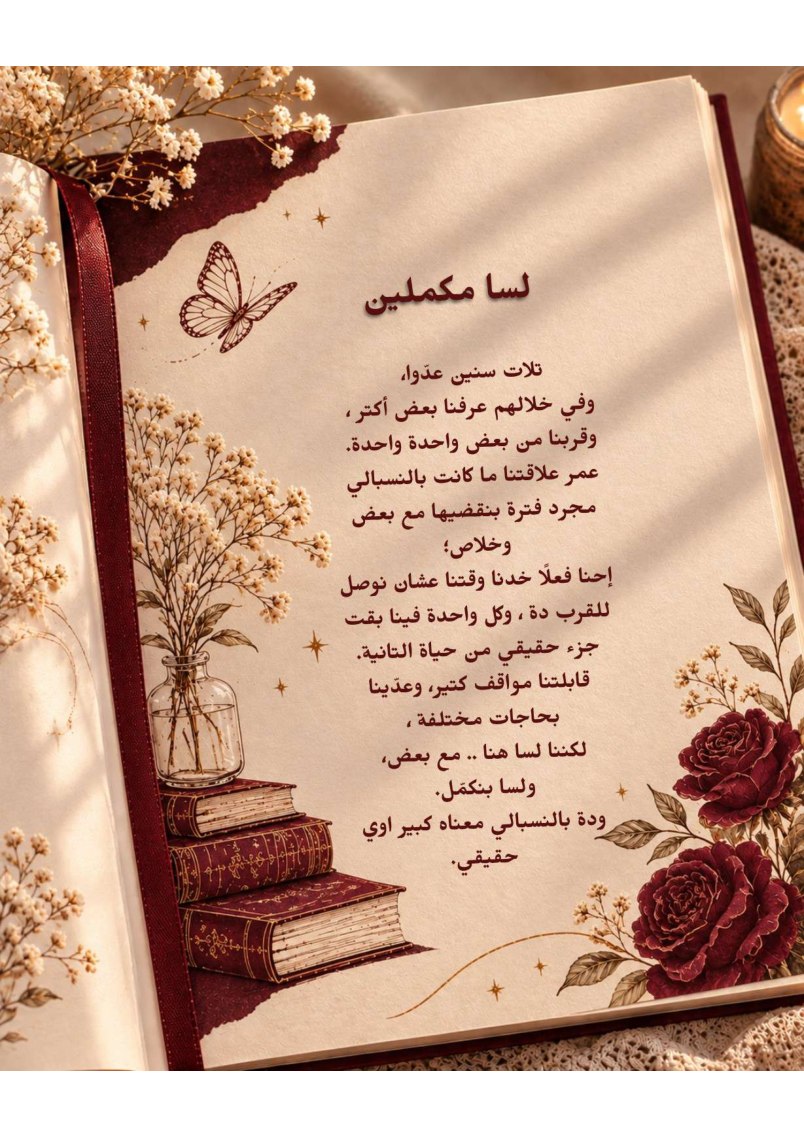 لسا مكملين
تلات سنين عدّوا،
وفي خلالهم عرفنا بعض أكتر ،
وقربنا من بعض واحدة واحدة.
عمر علاقتنا ما كانت بالنسبالي
مجرد فترة بنقضيها مع بعض
وخلاص؛
إحنا فعلًا خدنا وقتنا عشان نوصل
للقرب دة ، وكل واحدة فينا بقت
جزء حقيقي من حياة التانية.
قابلتنا مواقف كتير، وعدّينا
بحاجات مختلفة ،
لكننا لسا هنا .. مع بعض،
ولسا بنكمّل.
ودة بالنسبالي معناه كبير اوي
حقيقي.